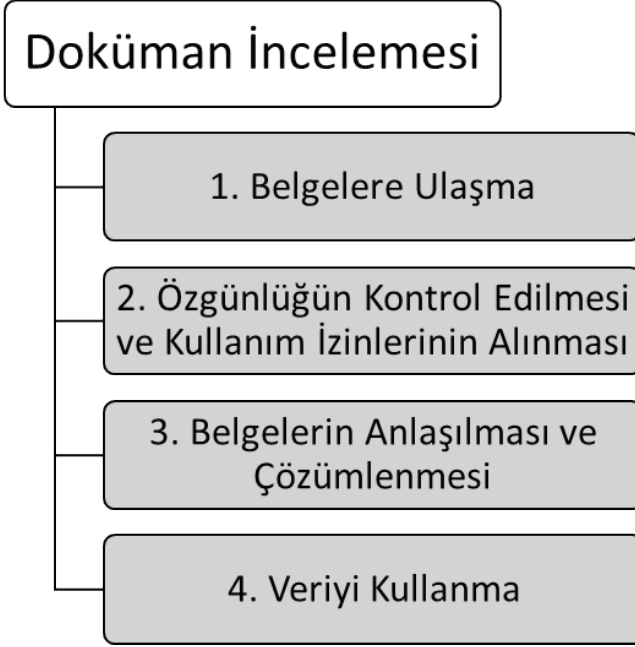 Doküman İncelemesi
1. Belgelere Ulaşma
2. Özgünlüğün Kontrol Edilmesi
ve Kullanım İzinlerinin Alınması
3. Belgelerin Anlaşılması ve
Çözümlenmesi
4. Veriyi Kullanma